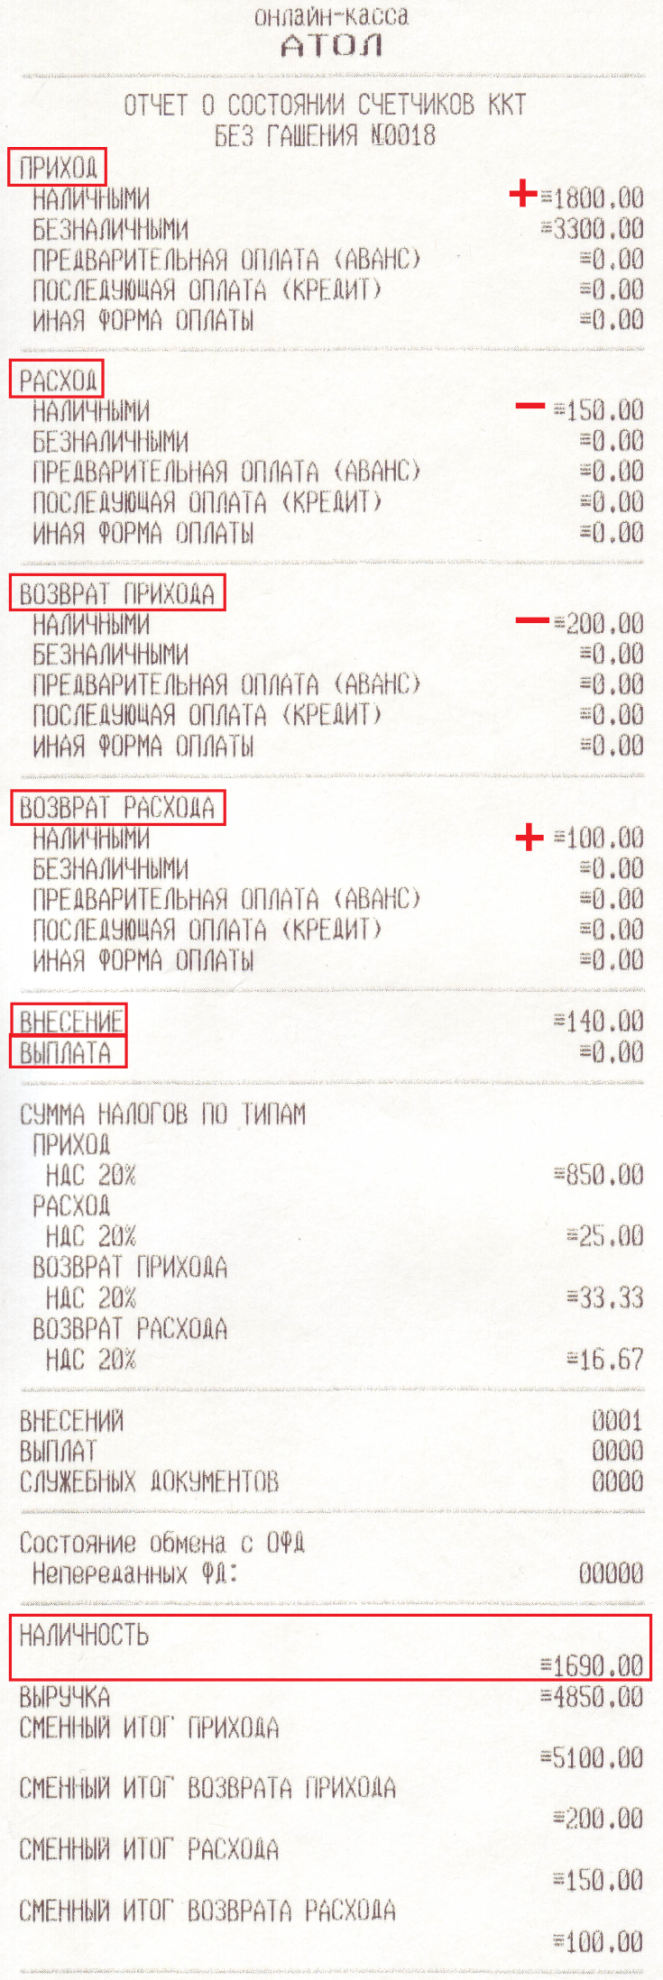 онлайн-касса
АТОЛ
ОТЧЕТ О СОСТОЯНИИ СЧЕТЧИКОВ ККТ
БЕЗ ГАШЕНИЯ №0018
ПРИХОД
НАЛИЧНЫМИ + ≡1800.00
БЕЗНАЛИЧНЫМИ ≡3300.00
ПРЕДВАРИТЕЛЬНАЯ ОПЛАТА (АВАНС) ≡0.00
ПОСЛЕДУЮЩАЯ ОПЛАТА (КРЕДИТ) ≡0.00
ИНАЯ ФОРМА ОПЛАТЫ ≡0.00
РАСХОД
НАЛИЧНЫМИ − ≡150.00
БЕЗНАЛИЧНЫМИ ≡0.00
ПРЕДВАРИТЕЛЬНАЯ ОПЛАТА (АВАНС) ≡0.00
ПОСЛЕДУЮЩАЯ ОПЛАТА (КРЕДИТ) ≡0.00
ИНАЯ ФОРМА ОПЛАТЫ ≡0.00
ВОЗВРАТ ПРИХОДА
НАЛИЧНЫМИ − ≡200.00
БЕЗНАЛИЧНЫМИ ≡0.00
ПРЕДВАРИТЕЛЬНАЯ ОПЛАТА (АВАНС) ≡0.00
ПОСЛЕДУЮЩАЯ ОПЛАТА (КРЕДИТ) ≡0.00
ИНАЯ ФОРМА ОПЛАТЫ ≡0.00
ВОЗВРАТ РАСХОДА
НАЛИЧНЫМИ + ≡100.00
БЕЗНАЛИЧНЫМИ ≡0.00
ПРЕДВАРИТЕЛЬНАЯ ОПЛАТА (АВАНС) ≡0.00
ПОСЛЕДУЮЩАЯ ОПЛАТА (КРЕДИТ) ≡0.00
ИНАЯ ФОРМА ОПЛАТЫ ≡0.00
ВНЕСЕНИЕ ≡140.00
ВЫПЛАТА ≡0.00
СУММА НАЛОГОВ ПО ТИПАМ
ПРИХОД
НДС 20% ≡850.00
РАСХОД
НДС 20% ≡25.00
ВОЗВРАТ ПРИХОДА
НДС 20% ≡33.33
ВОЗВРАТ РАСХОДА
НДС 20% ≡16.67
ВНЕСЕНИЙ 0001
ВЫПЛАТ 0000
СЛУЖЕБНЫХ ДОКУМЕНТОВ 0000
Состояние обмена с ОФД
Непереданных ФД: 00000
НАЛИЧНОСТЬ
≡1690.00
ВЫРУЧКА ≡4850.00
СМЕННЫЙ ИТОГ ПРИХОДА
≡5100.00
СМЕННЫЙ ИТОГ ВОЗВРАТА ПРИХОДА
≡200.00
СМЕННЫЙ ИТОГ РАСХОДА
≡150.00
СМЕННЫЙ ИТОГ ВОЗВРАТА РАСХОДА
≡100.00